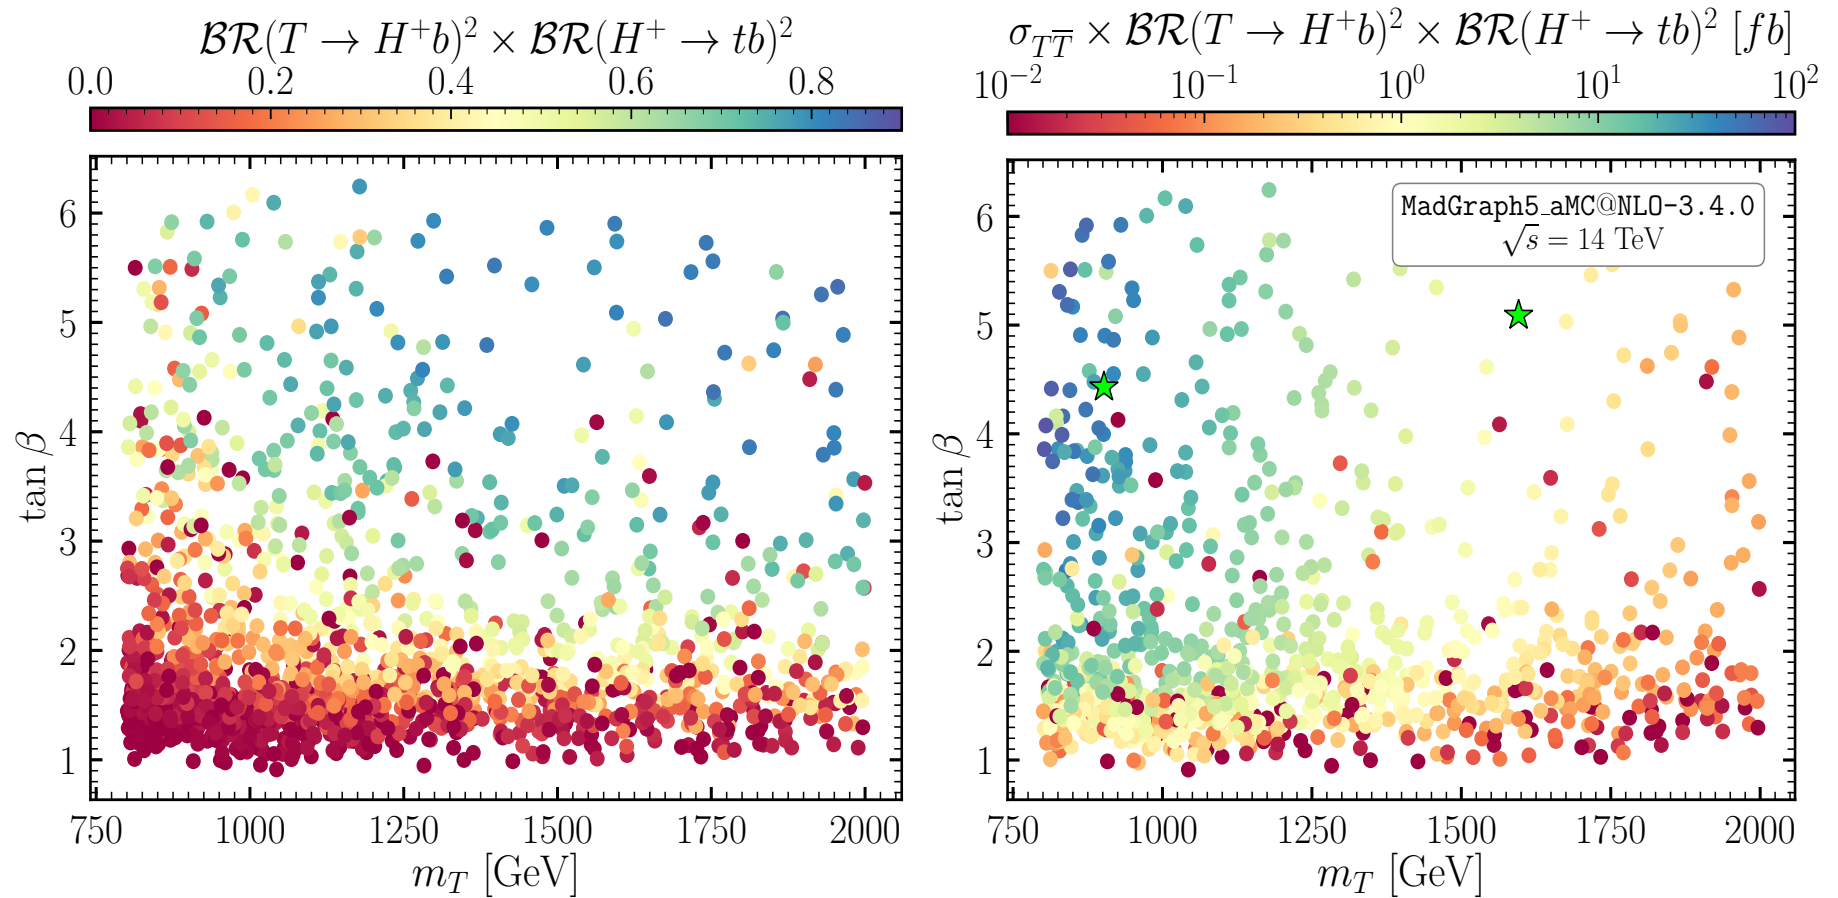 BR(T → H⁺b)² × BR(H⁺ → tb)²
0.0 0.2 0.4 0.6 0.8
6
5
4
3
2
1
tan β
750 1000 1250 1500 1750 2000
m_T [GeV]
σ_{TT̅} × BR(T → H⁺b)² × BR(H⁺ → tb)² [fb]
10⁻² 10⁻¹ 10⁰ 10¹ 10²
MadGraph5_aMC@NLO-3.4.0
√s = 14 TeV
6
5
4
3
2
1
tan β
750 1000 1250 1500 1750 2000
m_T [GeV]